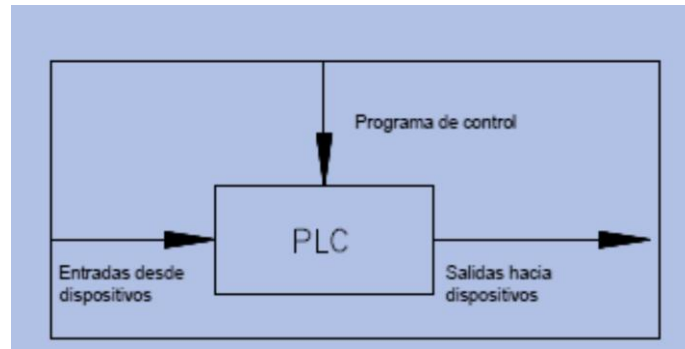 Programa de control
PLC
Entradas desde
dispositivos
Salidas hacia
dispositivos